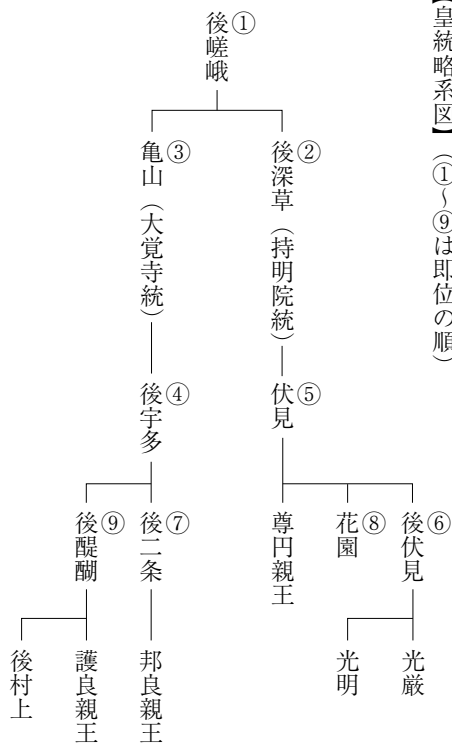 【皇統略系図】（①～⑨は即位の順）
①後嵯峨
②後深草（持明院統）
③亀山（大覚寺統）
⑤伏見
④後宇多
⑥後伏見
⑧花園
尊円親王
⑦後二条
⑨後醍醐
光厳
光明
邦良親王
護良親王
後村上